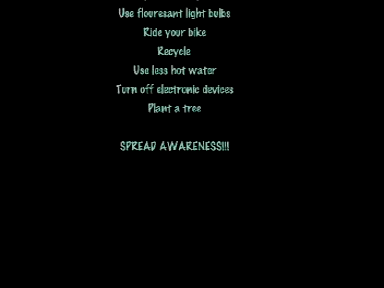 Use flouresant light bulbs
Ride your bike
Recycle
Use less hot water
Turn off electronic devices
Plant a tree
SPREAD AWARENESS!!!